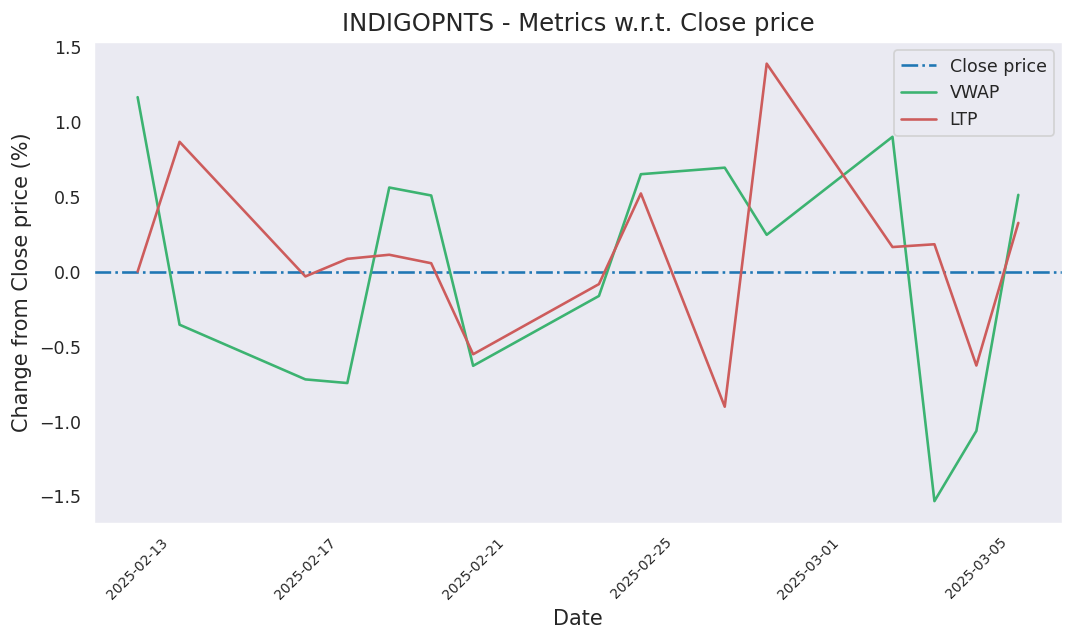 INDIGOPNTS - Metrics w.r.t. Close price
Close price
VWAP
LTP
Change from Close price (%)
1.5
1.0
0.5
0.0
−0.5
−1.0
−1.5
2025-02-13
2025-02-17
2025-02-21
2025-02-25
2025-03-01
2025-03-05
Date